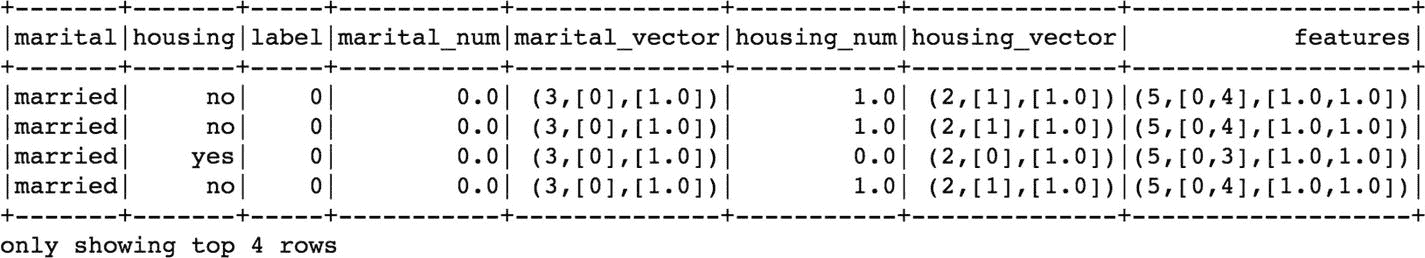 +-------+-------+-----+-----------+--------------+-----------+--------------+-------------------+
|marital|housing|label|marital_num|marital_vector|housing_num|housing_vector|           features|
+-------+-------+-----+-----------+--------------+-----------+--------------+-------------------+
|married|     no|    0|        0.0| (3,[0],[1.0])|        1.0| (2,[1],[1.0])|(5,[0,4],[1.0,1.0])|
|married|     no|    0|        0.0| (3,[0],[1.0])|        1.0| (2,[1],[1.0])|(5,[0,4],[1.0,1.0])|
|married|    yes|    0|        0.0| (3,[0],[1.0])|        0.0| (2,[0],[1.0])|(5,[0,3],[1.0,1.0])|
|married|     no|    0|        0.0| (3,[0],[1.0])|        1.0| (2,[1],[1.0])|(5,[0,4],[1.0,1.0])|
+-------+-------+-----+-----------+--------------+-----------+--------------+-------------------+
only showing top 4 rows